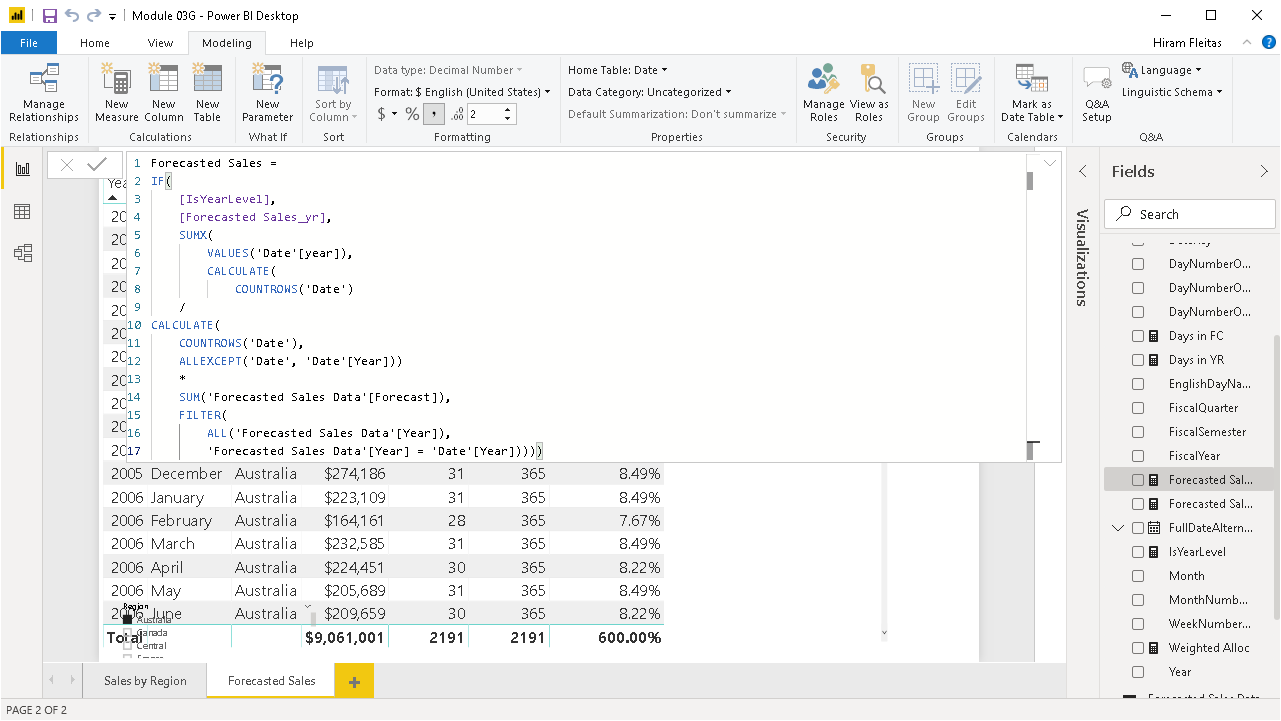 Module 03G - Power BI Desktop
File Home View Modeling Help
Hiram Fleitas
Manage Relationships
Relationships
New Measure
New Column
New Table
Calculations
New Parameter
What If
Sort by Column
Sort
Data type: Decimal Number
Format: $ English (United States)
$ % , .00 2
Formatting
Home Table: Date
Data Category: Uncategorized
Default Summarization: Don't summarize
Properties
Manage Roles
View as Roles
Security
New Group
Edit Groups
Groups
Mark as Date Table
Calendars
Q&A Setup
Language
Linguistic Schema
Q&A
1 Forecasted Sales =
2 IF(
3 [IsYearLevel],
4 [Forecasted Sales_yr],
5 SUMX(
6 VALUES('Date'[year]),
7 CALCULATE(
8 COUNTROWS('Date')
9 /
10 CALCULATE(
11 COUNTROWS('Date'),
12 ALLEXCEPT('Date', 'Date'[Year]))
13 *
14 SUM('Forecasted Sales Data'[Forecast]),
15 FILTER(
16 ALL('Forecasted Sales Data'[Year]),
17 'Forecasted Sales Data'[Year] = 'Date'[Year]))))
2005 December Australia $274,186 31 365 8.49%
2006 January Australia $223,109 31 365 8.49%
2006 February Australia $164,161 28 365 7.67%
2006 March Australia $232,585 31 365 8.49%
2006 April Australia $224,451 30 365 8.22%
2006 May Australia $205,689 31 365 8.49%
2006 June Australia $209,659 30 365 8.22%
Total $9,061,001 2191 2191 600.00%
Region
Australia
Canada
Central
Sales by Region
Forecasted Sales
PAGE 2 OF 2
Visualizations
Fields
Search
DayNumberO...
DayNumberO...
DayNumberO...
Days in FC
Days in YR
EnglishDayNa...
FiscalQuarter
FiscalSemester
FiscalYear
Forecasted Sal...
Forecasted Sal...
FullDateAltern...
IsYearLevel
Month
MonthNumb...
WeekNumber...
Weighted Alloc
Year